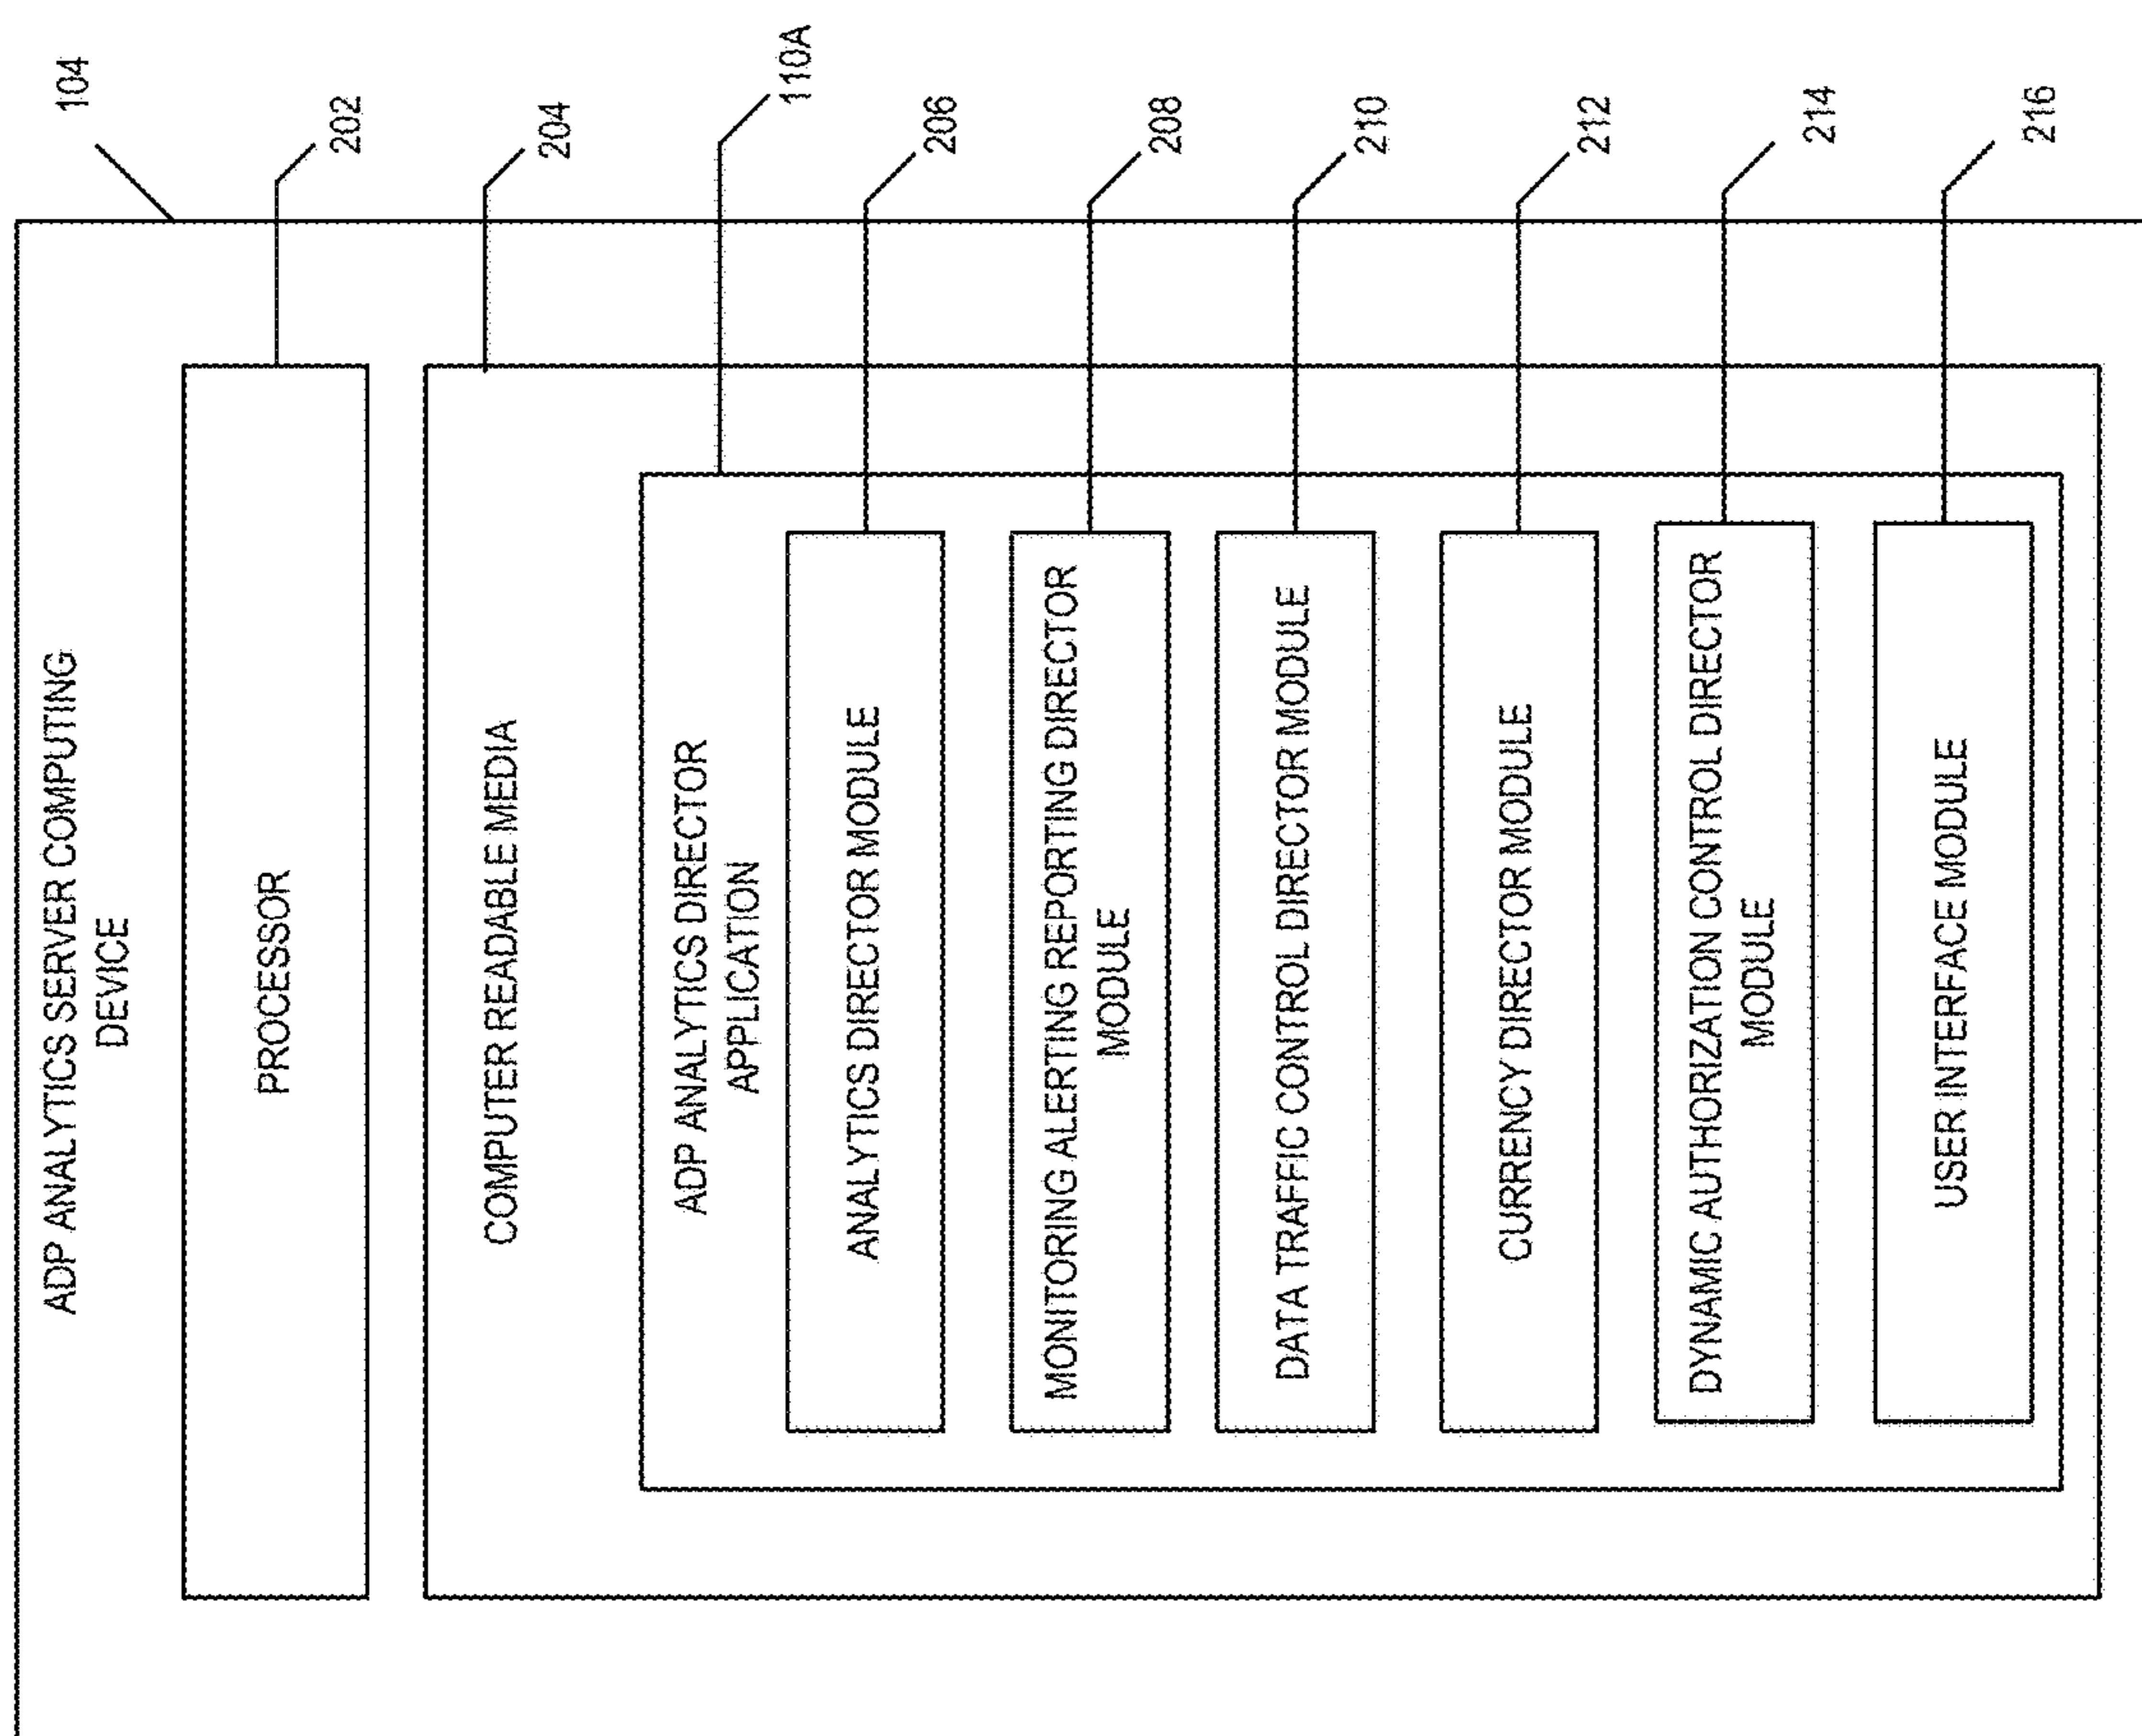 104
ADP ANALYTICS SERVER COMPUTING
DEVICE
PROCESSOR
202
COMPUTER READABLE MEDIA
204
ADP ANALYTICS DIRECTOR
APPLICATION
110A
ANALYTICS DIRECTOR MODULE
206
MONITORING ALERTING REPORTING DIRECTOR
MODULE
208
DATA TRAFFIC CONTROL DIRECTOR MODULE
210
CURRENCY DIRECTOR MODULE
212
DYNAMIC AUTHORIZATION CONTROL DIRECTOR
MODULE
214
USER INTERFACE MODULE
216